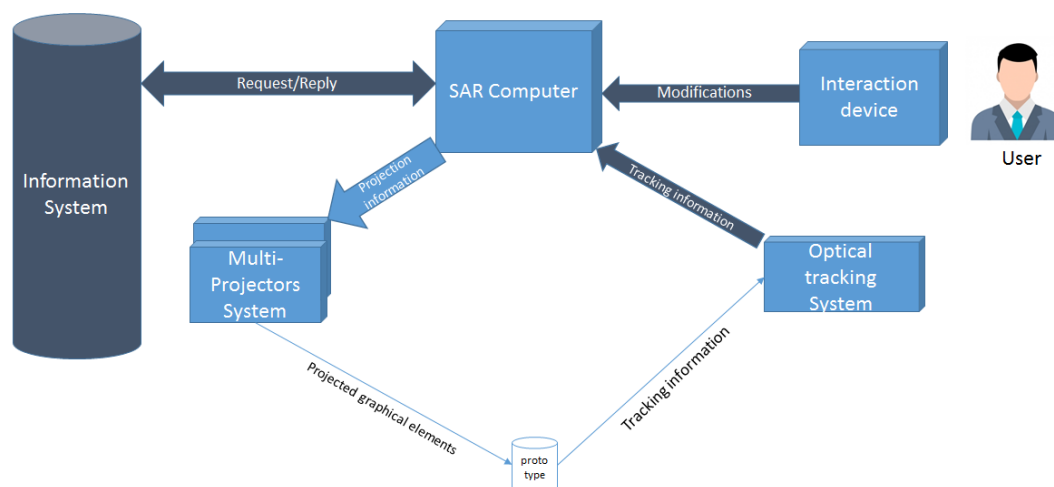 Request/Reply
SAR Computer
Modifications
Interaction
device
User
Information
System
Projection
information
Tracking information
Multi-
Projectors
System
Optical
tracking
System
Projected graphical elements
Tracking information
proto
type